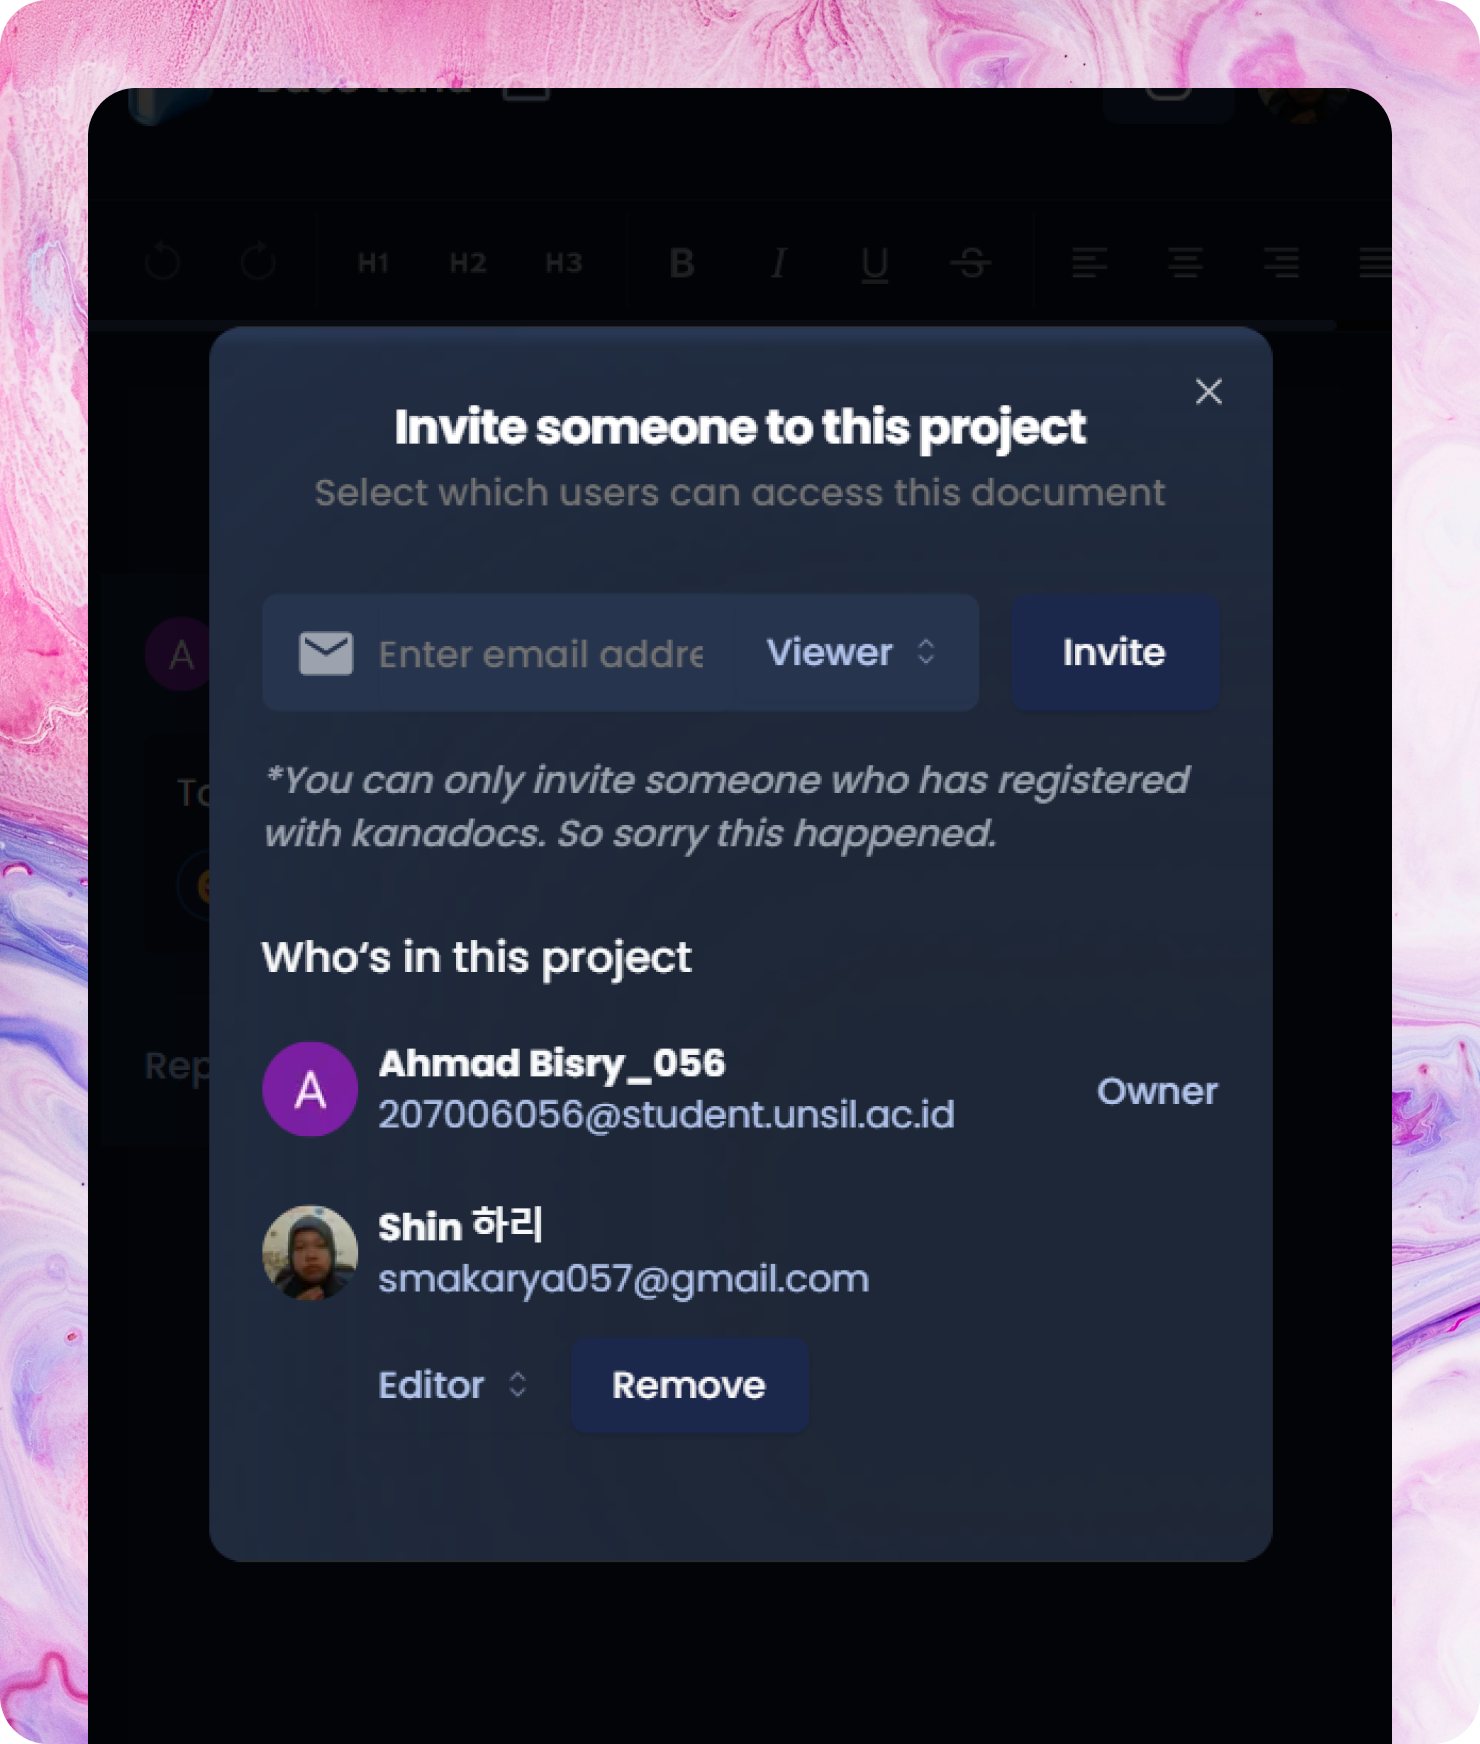 H1 H2 H3 B I U S
Invite someone to this project
Select which users can access this document
Enter email addre
Viewer
Invite
*You can only invite someone who has registered
with kanadocs. So sorry this happened.
Who's in this project
A
Ahmad Bisry_056
207006056@student.unsil.ac.id
Owner
Shin 하리
smakarya057@gmail.com
Editor
Remove
A
To
Rep